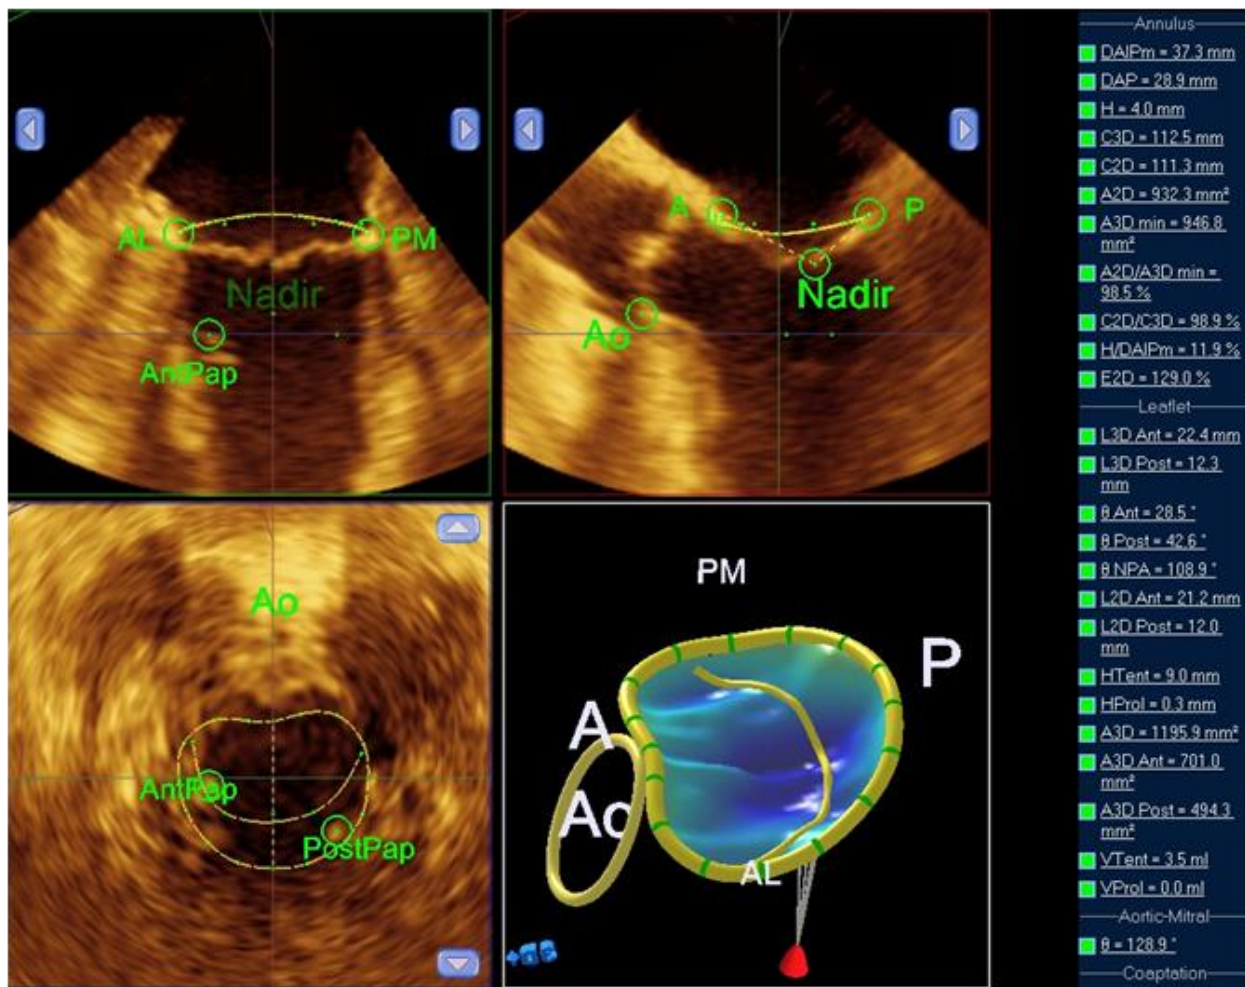 AL
PM
Nadir
AntPap
A
P
Nadir
Ao
Ao
AntPap
PostPap
PM
P
A
Ao
AL
Annulus
DAlPm = 37.3 mm
DAP = 28.9 mm
H = 4.0 mm
C3D = 112.5 mm
C2D = 111.3 mm
A2D = 932.3 mm²
A3D min = 946.8
mm²
A2D/A3D min =
98.5 %
C2D/C3D = 98.9 %
H/DAlPm = 11.9 %
E2D = 129.0 %
Leaflet
L3D Ant = 22.4 mm
L3D Post = 12.3
mm
θ Ant = 28.5 °
θ Post = 42.6 °
θ NPA = 108.9 °
L2D Ant = 21.2 mm
L2D Post = 12.0
mm
HTent = 9.0 mm
HProl = 0.3 mm
A3D = 1195.9 mm²
A3D Ant = 701.0
mm²
A3D Post = 494.3
mm²
VTent = 3.5 ml
VProl = 0.0 ml
Aortic-Mitral
θ = 128.9 °
Coaptation